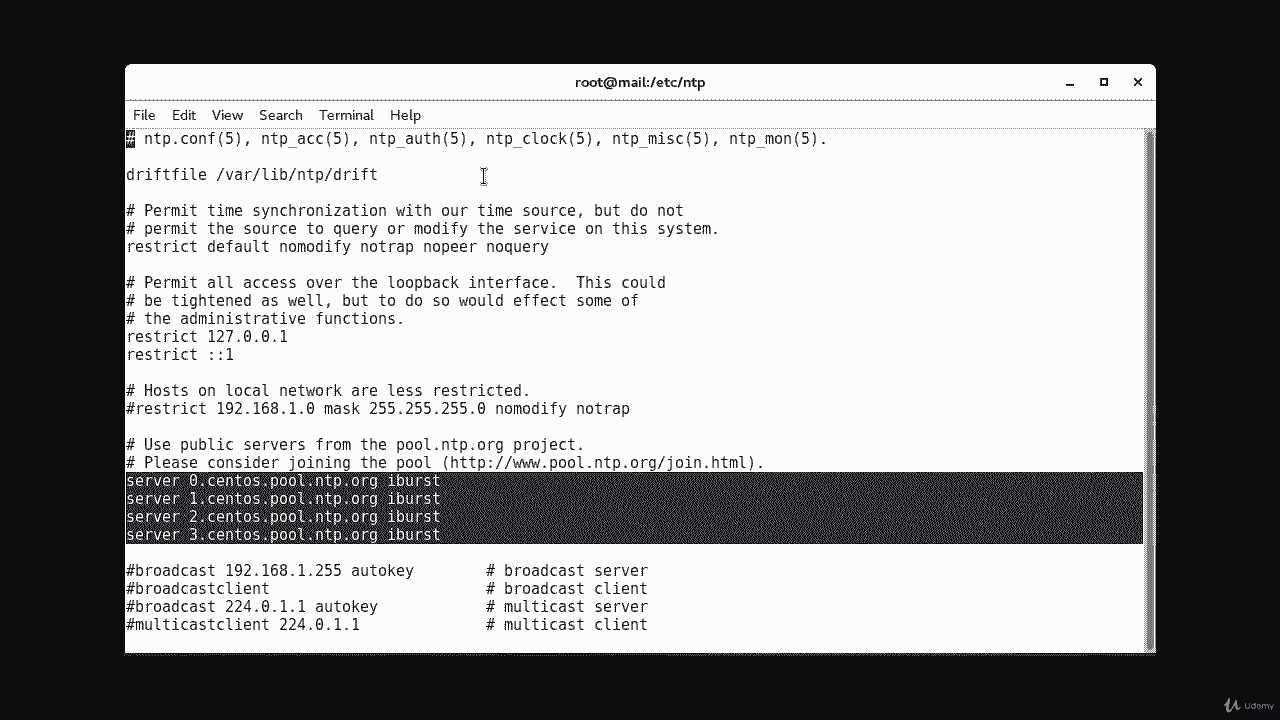 root@mail:/etc/ntp
File Edit View Search Terminal Help
# ntp.conf(5), ntp_acc(5), ntp_auth(5), ntp_clock(5), ntp_misc(5), ntp_mon(5).
driftfile /var/lib/ntp/drift
# Permit time synchronization with our time source, but do not
# permit the source to query or modify the service on this system.
restrict default nomodify notrap nopeer noquery
# Permit all access over the loopback interface.  This could
# be tightened as well, but to do so would effect some of
# the administrative functions.
restrict 127.0.0.1
restrict ::1
# Hosts on local network are less restricted.
#restrict 192.168.1.0 mask 255.255.255.0 nomodify notrap
# Use public servers from the pool.ntp.org project.
# Please consider joining the pool (http://www.pool.ntp.org/join.html).
server 0.centos.pool.ntp.org iburst
server 1.centos.pool.ntp.org iburst
server 2.centos.pool.ntp.org iburst
server 3.centos.pool.ntp.org iburst
#broadcast 192.168.1.255 autokey        # broadcast server
#broadcastclient                        # broadcast client
#broadcast 224.0.1.1 autokey            # multicast server
#multicastclient 224.0.1.1              # multicast client
Udemy